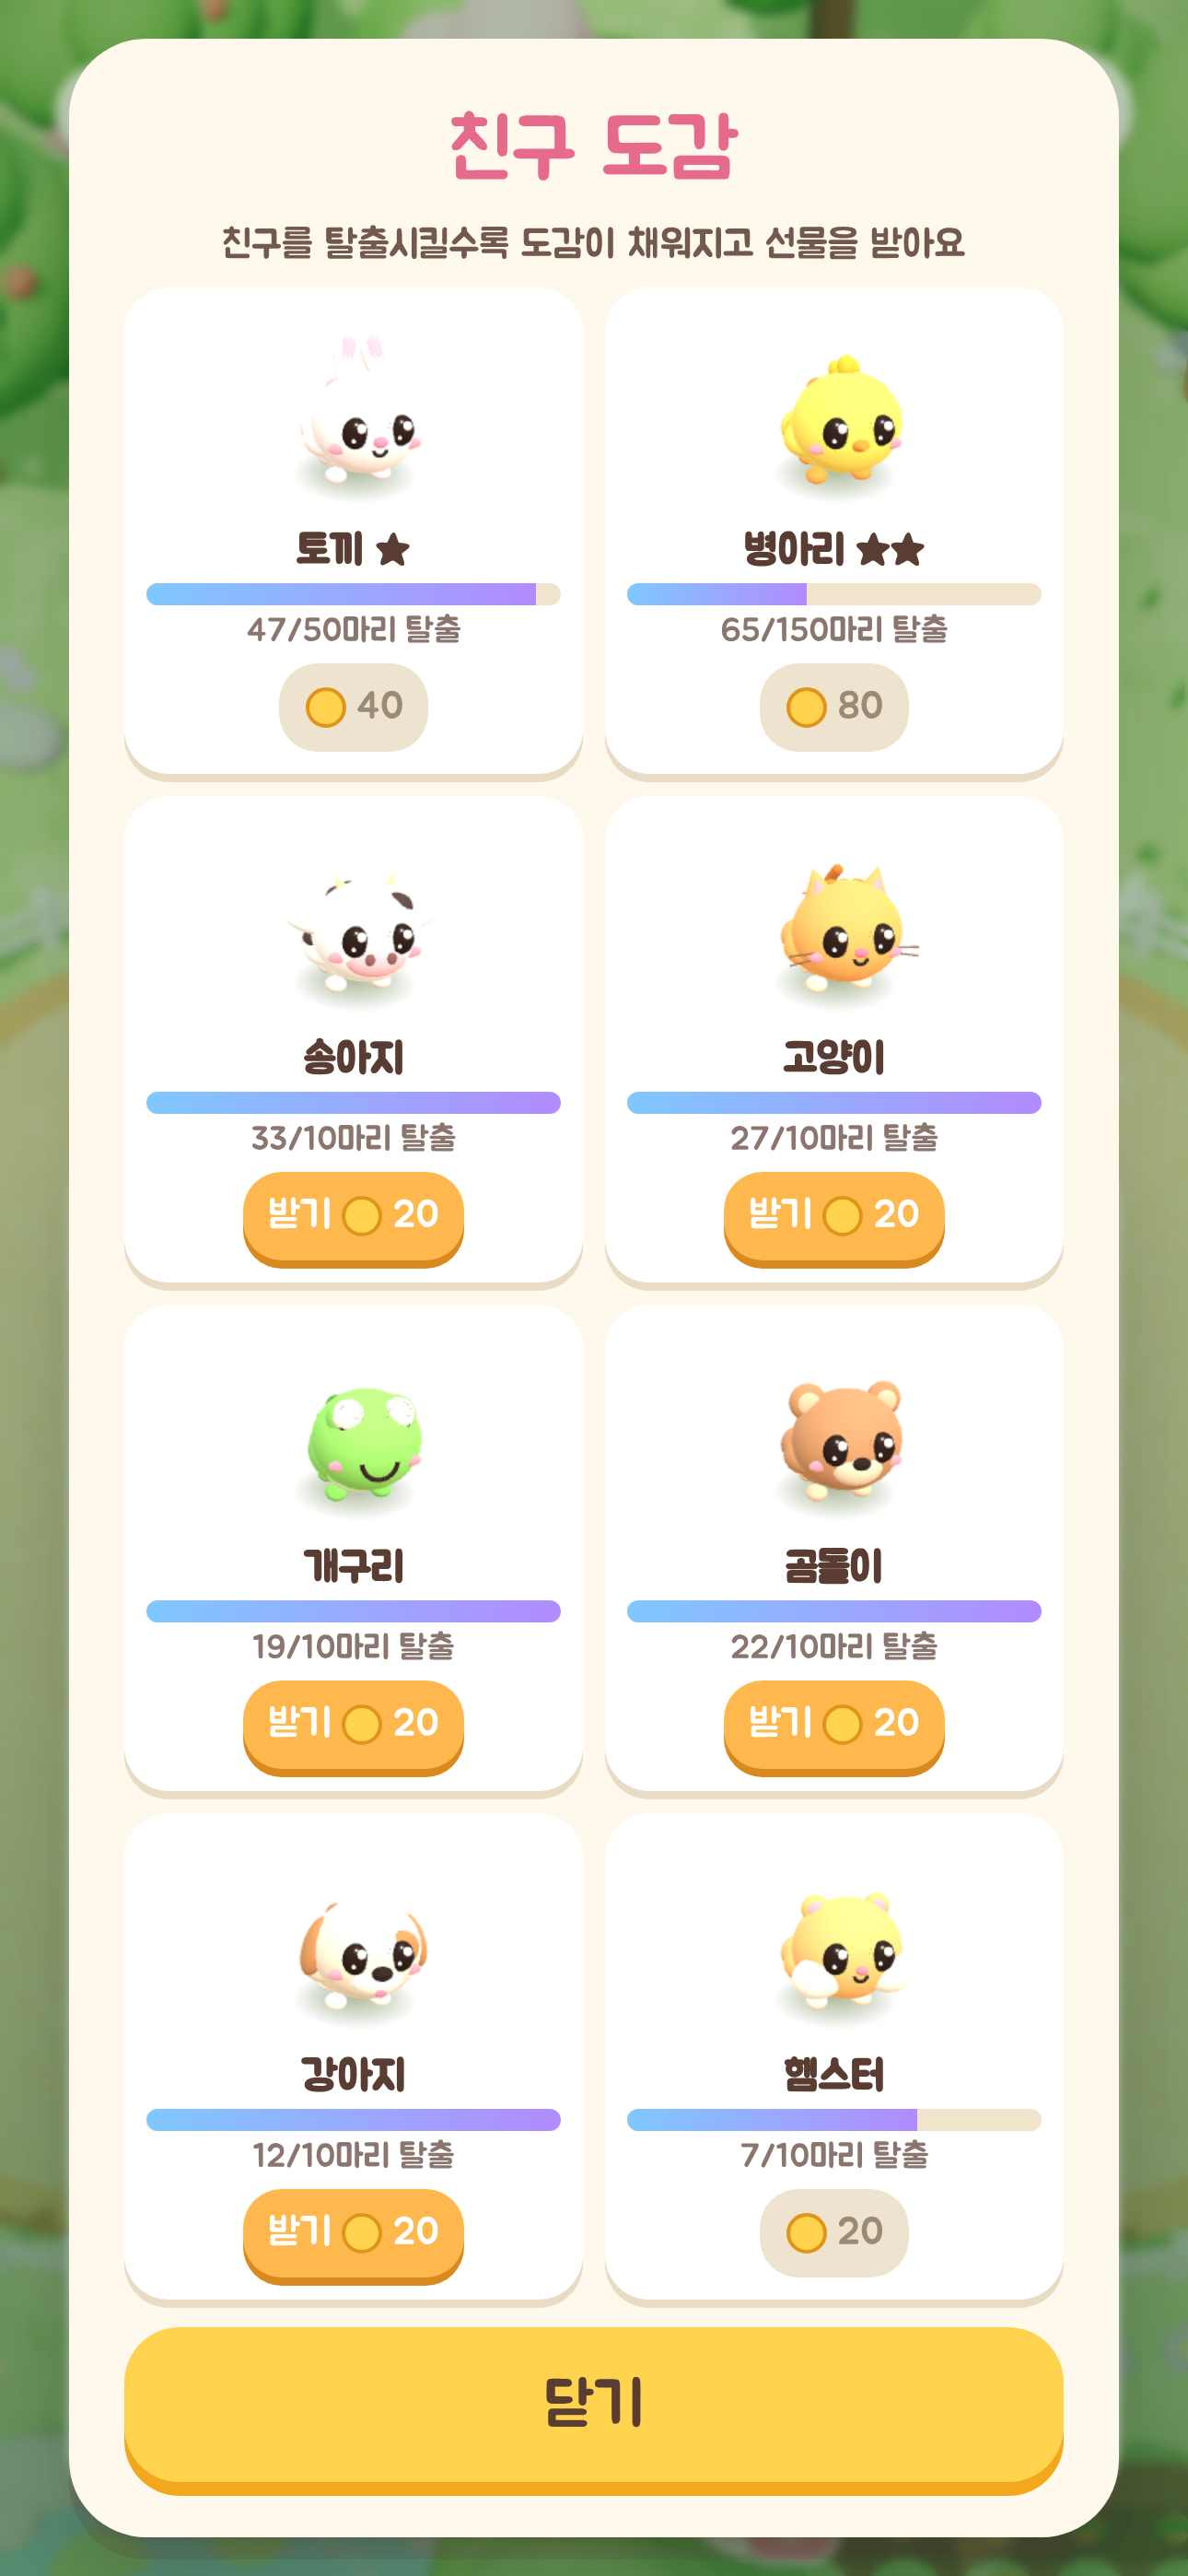 친구 도감
친구를 탈출시킬수록 도감이 채워지고 선물을 받아요
토끼 ★
47/50마리 탈출
40
병아리 ★★
65/150마리 탈출
80
송아지
33/10마리 탈출
받기 20
고양이
27/10마리 탈출
받기 20
개구리
19/10마리 탈출
받기 20
곰돌이
22/10마리 탈출
받기 20
강아지
12/10마리 탈출
받기 20
햄스터
7/10마리 탈출
20
닫기